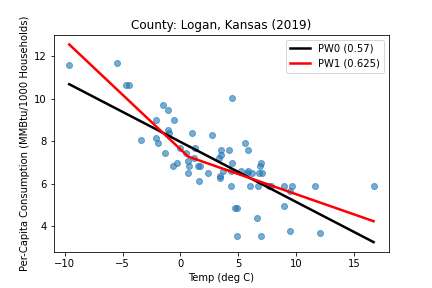 County: Logan, Kansas (2019)
PW0 (0.57)
PW1 (0.625)
Per-Capita Consumption (MMBtu/1000 Households)
12
10
8
6
4
−10
−5
0
5
10
15
Temp (deg C)